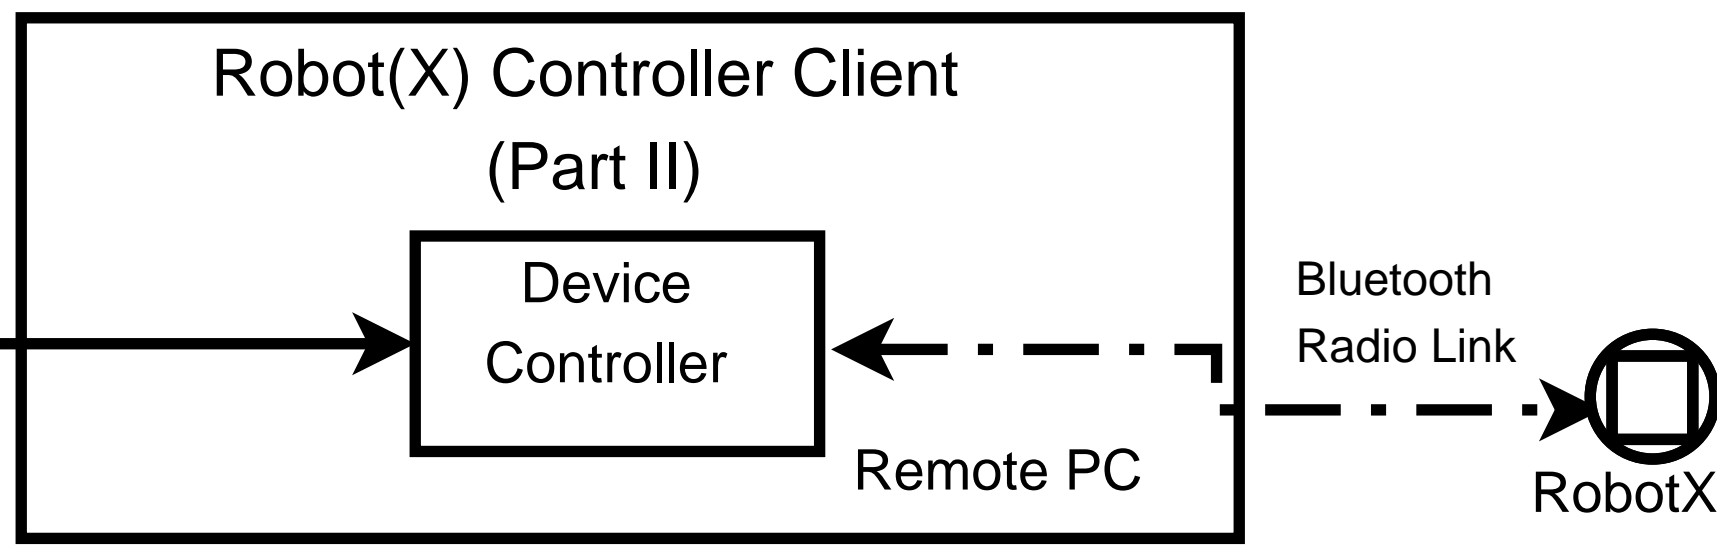 Robot(X) Controller Client
(Part II)
Device
Controller
Bluetooth
Radio Link
Remote PC
RobotX